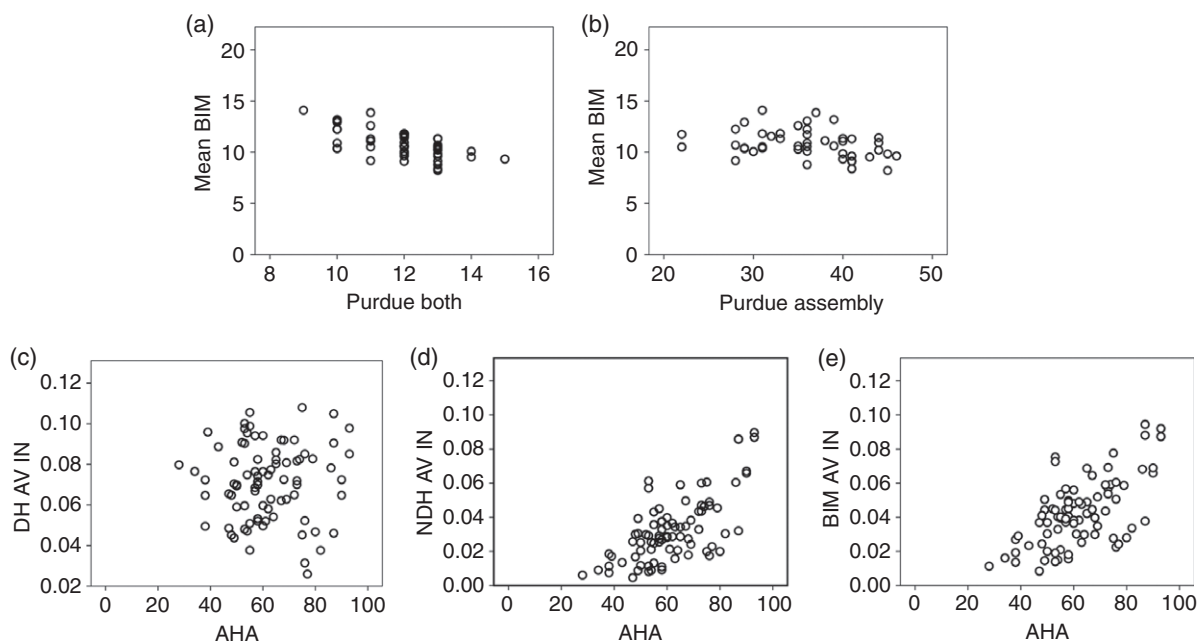 (a)
20
15
10
5
0
Mean BIM
8 10 12 14 16
Purdue both
(b)
20
15
10
5
0
Mean BIM
20 30 40 50
Purdue assembly
(c)
0.12
0.10
0.08
0.06
0.04
0.02
DH AV IN
0 20 40 60 80 100
AHA
(d)
0.12
0.10
0.08
0.06
0.04
0.02
0.00
NDH AV IN
0 20 40 60 80 100
AHA
(e)
0.12
0.10
0.08
0.06
0.04
0.02
0.00
BIM AV IN
0 20 40 60 80 100
AHA